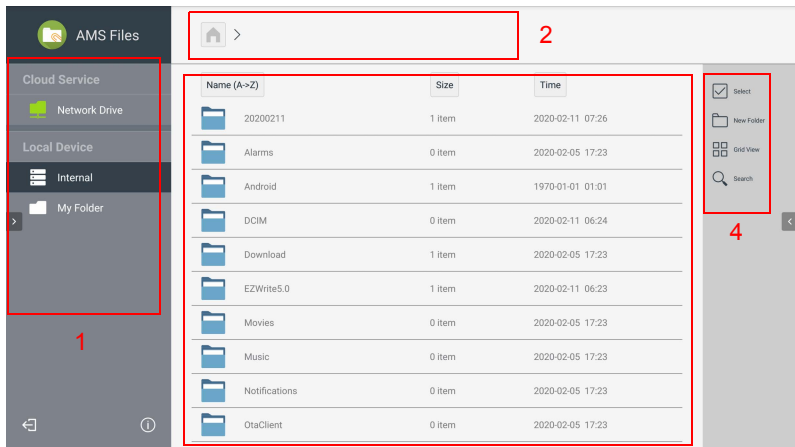 AMS Files
>
2
Cloud Service
Network Drive
Local Device
Internal
My Folder
>
1
Name (A->Z) Size Time
20200211 1 item 2020-02-11 07:26
Alarms 0 item 2020-02-05 17:23
Android 1 item 1970-01-01 01:01
DCIM 0 item 2020-02-11 06:24
Download 1 item 2020-02-05 17:23
EZWrite5.0 1 item 2020-02-11 06:23
Movies 0 item 2020-02-05 17:23
Music 0 item 2020-02-05 17:23
Notifications 0 item 2020-02-05 17:23
OtaClient 0 item 2020-02-05 17:23
Select
New Folder
Grid View
Search
4
<